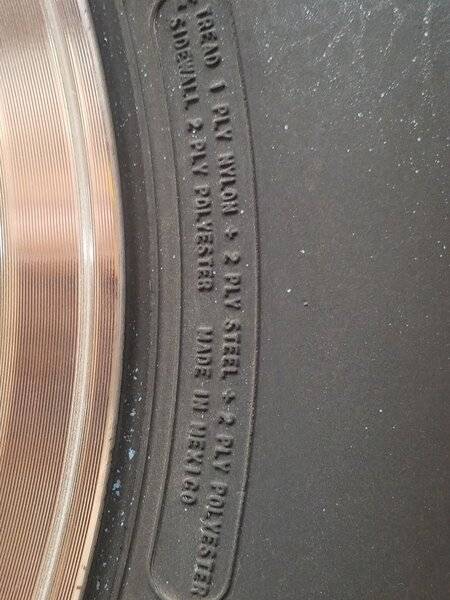 TREAD 1 PLY NYLON + 2 PLY STEEL + 2 PLY POLYESTER
SIDEWALL 2 PLY POLYESTER MADE IN MEXICO